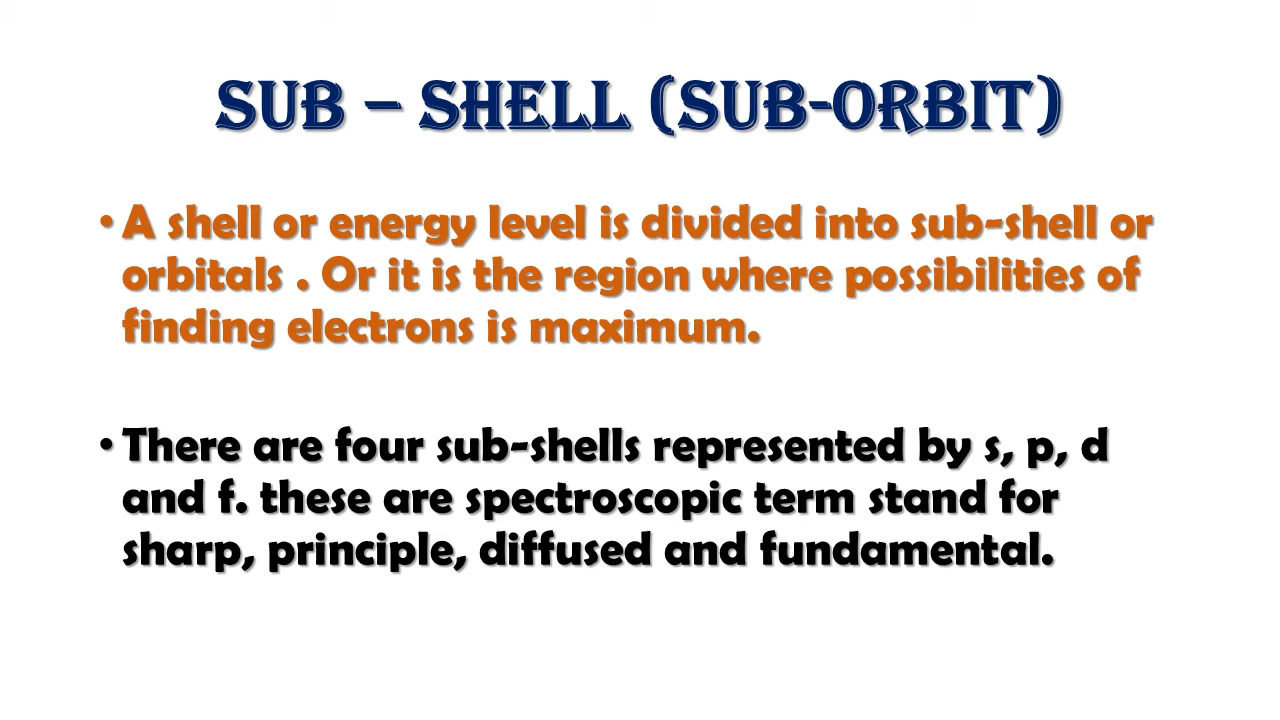 SUB – SHELL (SUB-ORBIT)
• A shell or energy level is divided into sub-shell or
orbitals . Or it is the region where possibilities of
finding electrons is maximum.
• There are four sub-shells represented by s, p, d
and f. these are spectroscopic term stand for
sharp, principle, diffused and fundamental.